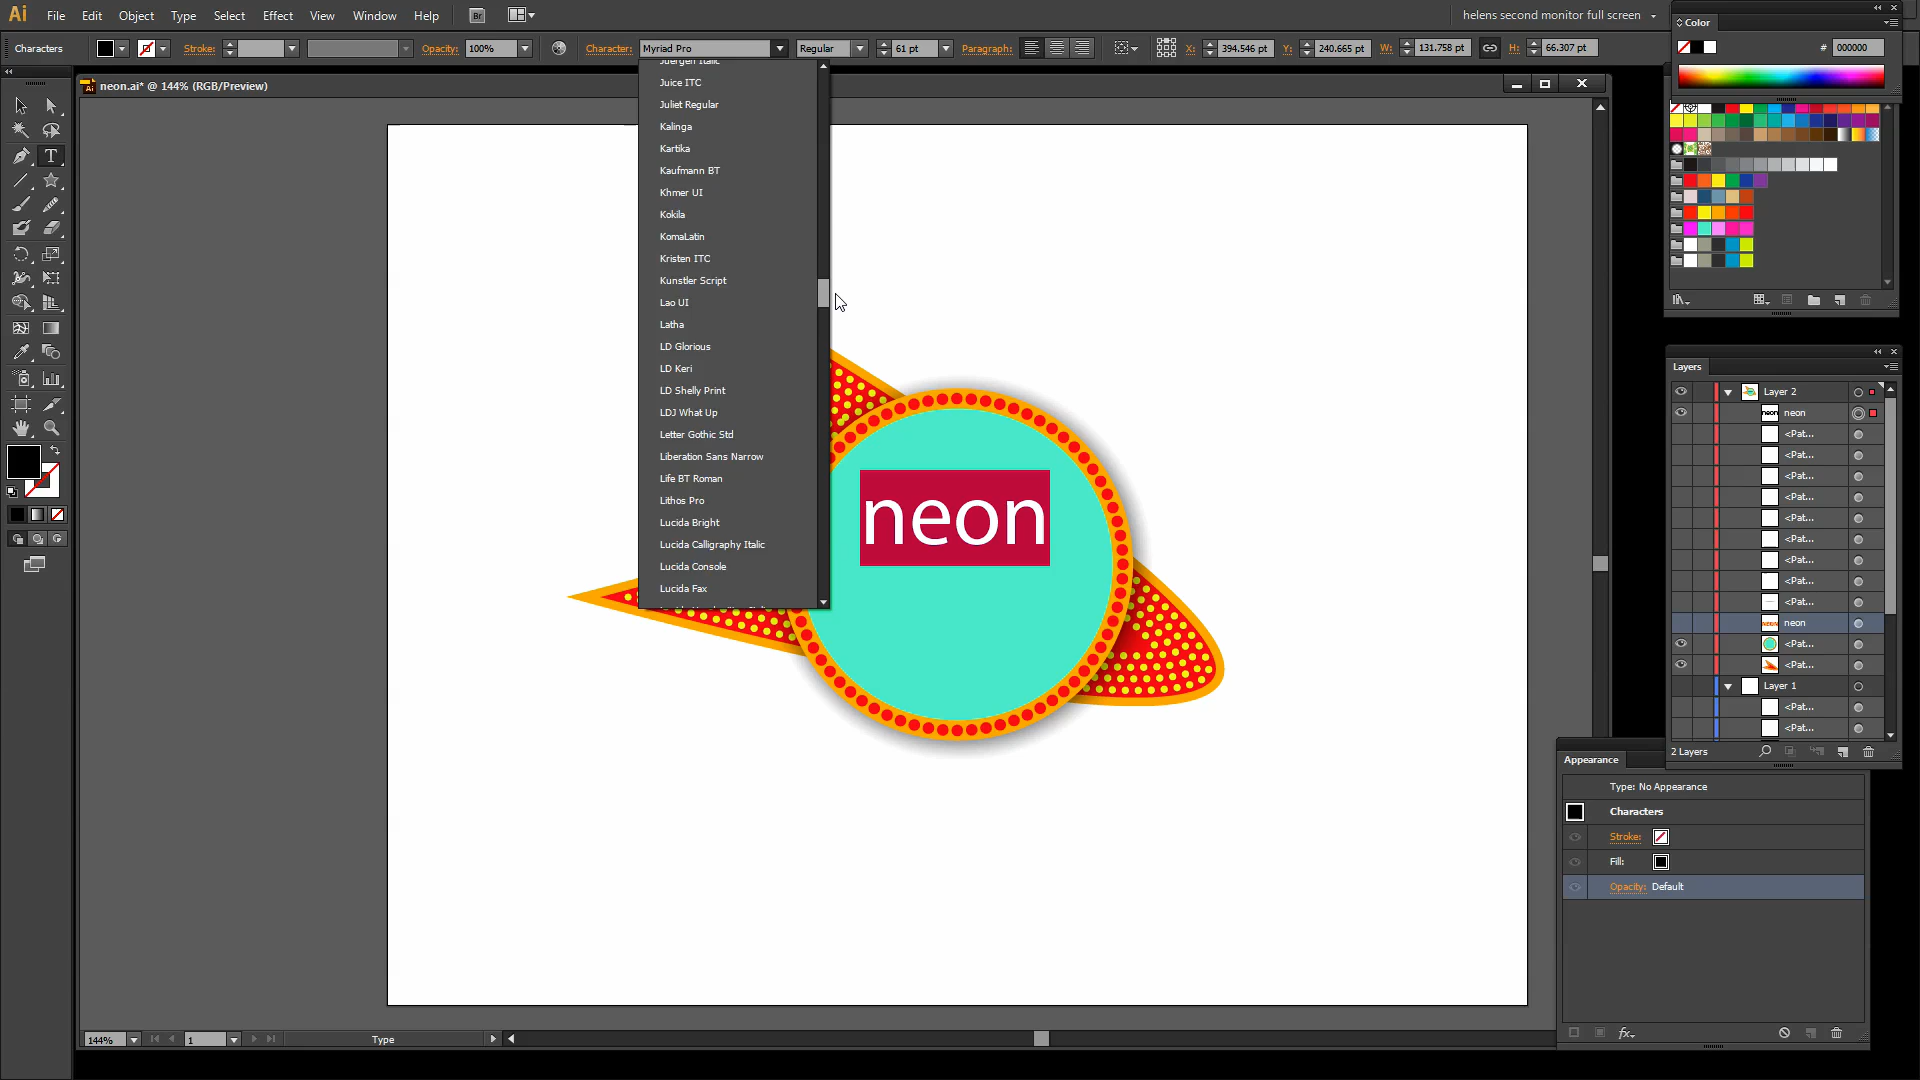 Ai File Edit Object Type Select Effect View Window Help Br
helens second monitor full screen
Characters Stroke: Opacity: 100% Character: Myriad Pro Regular 61 pt Paragraph: X: 394.546 pt Y: 240.665 pt W: 131.758 pt H: 66.307 pt
neon.ai* @ 144% (RGB/Preview)
Juergen Italic
Juice ITC
Juliet Regular
Kalinga
Kartika
Kaufmann BT
Khmer UI
Kokila
KomaLatin
Kristen ITC
Kunstler Script
Lao UI
Latha
LD Glorious
LD Keri
LD Shelly Print
LDJ What Up
Letter Gothic Std
Liberation Sans Narrow
Life BT Roman
Lithos Pro
Lucida Bright
Lucida Calligraphy Italic
Lucida Console
Lucida Fax
neon
Color
# 000000
Layers
Layer 2
neon
<Pat...
<Pat...
<Pat...
<Pat...
<Pat...
<Pat...
<Pat...
<Pat...
<Pat...
neon
<Pat...
<Pat...
Layer 1
<Pat...
<Pat...
2 Layers
Appearance
Type: No Appearance
Characters
Stroke:
Fill:
Opacity: Default
fx
144% 1 Type